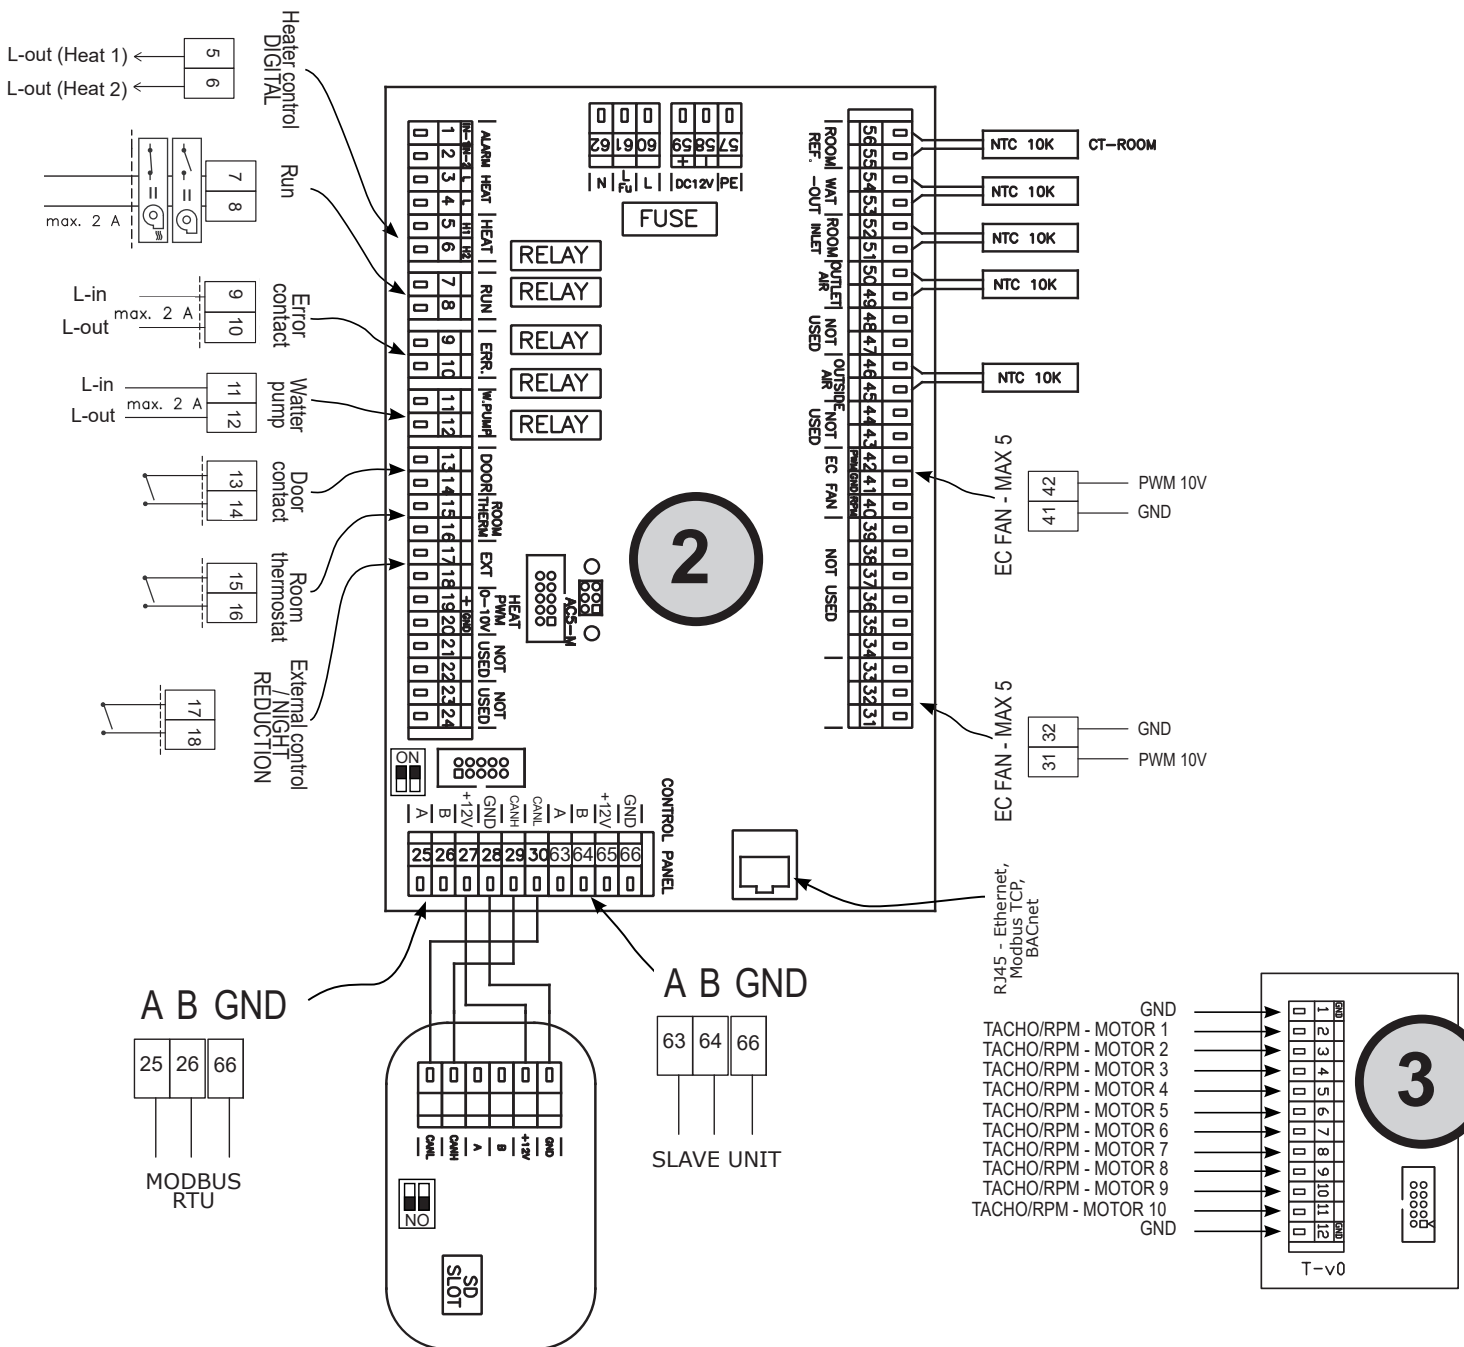 L-out (Heat 1)
L-out (Heat 2)
5
6
Heater control
DIGITAL
7
8
max. 2 A
Run
L-in
L-out
max. 2 A
9
10
Error
contact
L-in
L-out
max. 2 A
11
12
Watter
pump
13
14
Door
contact
15
16
Room
thermostat
17
18
External control
/ NIGHT
REDUCTION
1 2 3 4 5 6
IN-1 IN-2 L L H1 H2
ALARM HEAT HEAT
7 8
RUN
9 10
ERR.
11 12
W.PUMP
13 14 15 16 17 18 19 20 21 22 23 24
DOOR
ROOM
THERM
EXT
+ GND
HEAT
PWM
0-10V
NOT
USED
NOT
USED
RELAY
RELAY
RELAY
RELAY
RELAY
62 61 60
59 58 57
+ -
N
L
FU
L
DC12V
PE
FUSE
2
AC5-M
ROOM
REF.
WAT
-OUT
ROOM
INLET
OUTLET
AIR
NOT
USED
OUTSIDE
AIR
NOT
USED
EC FAN
NOT USED
56 55 54 53 52 51 50 49 48 47 46 45 44 43 42 41 40 39 38 37 36 35 34 33 32 31
PWM GND RPM
NTC 10K
CT-ROOM
NTC 10K
NTC 10K
NTC 10K
NTC 10K
EC FAN - MAX 5
42
41
PWM 10V
GND
EC FAN - MAX 5
32
31
GND
PWM 10V
ON
A B +12V GND CANH CANL A B +12V GND
25 26 27 28 29 30 63 64 65 66
CONTROL PANEL
RJ45 - Ethernet,
Modbus TCP,
BACnet
A B GND
25 26 66
MODBUS
RTU
A B GND
63 64 66
SLAVE UNIT
CANL CANH A B +12V GND
ON
SD
SLOT
GND
TACHO/RPM - MOTOR 1
TACHO/RPM - MOTOR 2
TACHO/RPM - MOTOR 3
TACHO/RPM - MOTOR 4
TACHO/RPM - MOTOR 5
TACHO/RPM - MOTOR 6
TACHO/RPM - MOTOR 7
TACHO/RPM - MOTOR 8
TACHO/RPM - MOTOR 9
TACHO/RPM - MOTOR 10
GND
1 GND
2
3
4
5
6
7
8
9
10
11
12 GND
T-v0
3